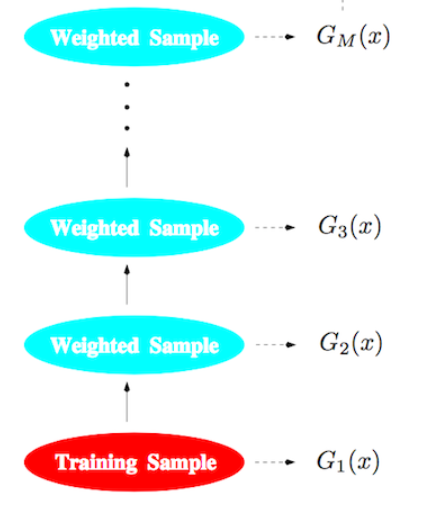 Weighted Sample G_M(x)
Weighted Sample G_3(x)
Weighted Sample G_2(x)
Training Sample G_1(x)